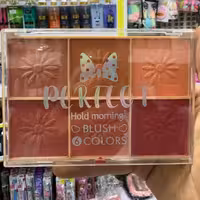 PERFECT
Hold morning!
BLUSH
6 COLORS